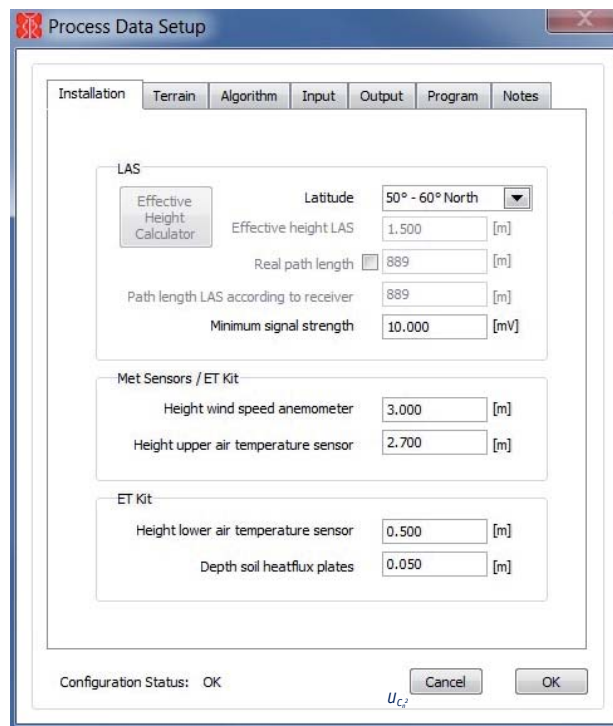 Process Data Setup
Installation Terrain Algorithm Input Output Program Notes
LAS
Effective Height Calculator
Latitude 50° - 60° North
Effective height LAS 1.500 [m]
Real path length 889 [m]
Path length LAS according to receiver 889 [m]
Minimum signal strength 10.000 [mV]
Met Sensors / ET Kit
Height wind speed anemometer 3.000 [m]
Height upper air temperature sensor 2.700 [m]
ET Kit
Height lower air temperature sensor 0.500 [m]
Depth soil heatflux plates 0.050 [m]
Configuration Status: OK Cancel OK